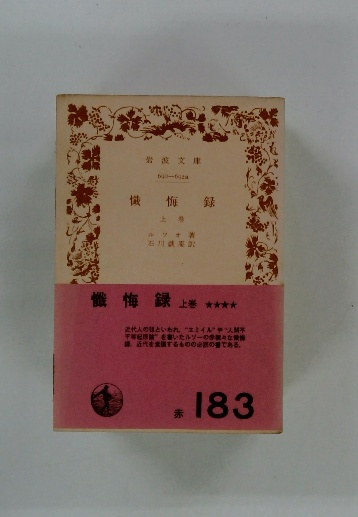 岩波文庫
懺悔録
上巻
ルソオ著
石川戯庵訳
懺悔録 上巻 ★★★★
近代人の祖といわれ、“エミイル”や“人間不
平等起原論”を書いたルソーの赤裸々な懺悔
録。近代を意識するものの必読の書である。
赤 183